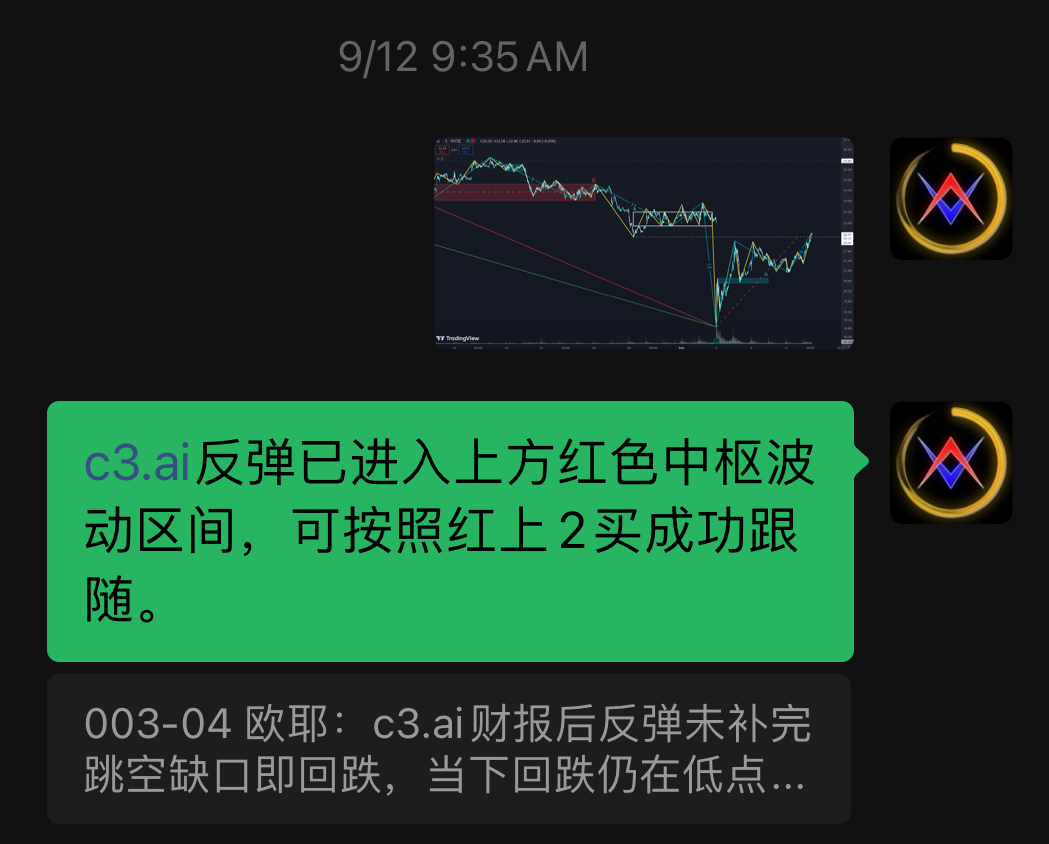 9/12 9:35 AM
NYSE
TradingView
c3.ai反弹已进入上方红色中枢波
动区间，可按照红上2买成功跟
随。
003-04 欧耶：c3.ai财报后反弹未补完
跳空缺口即回跌，当下回跌仍在低点...